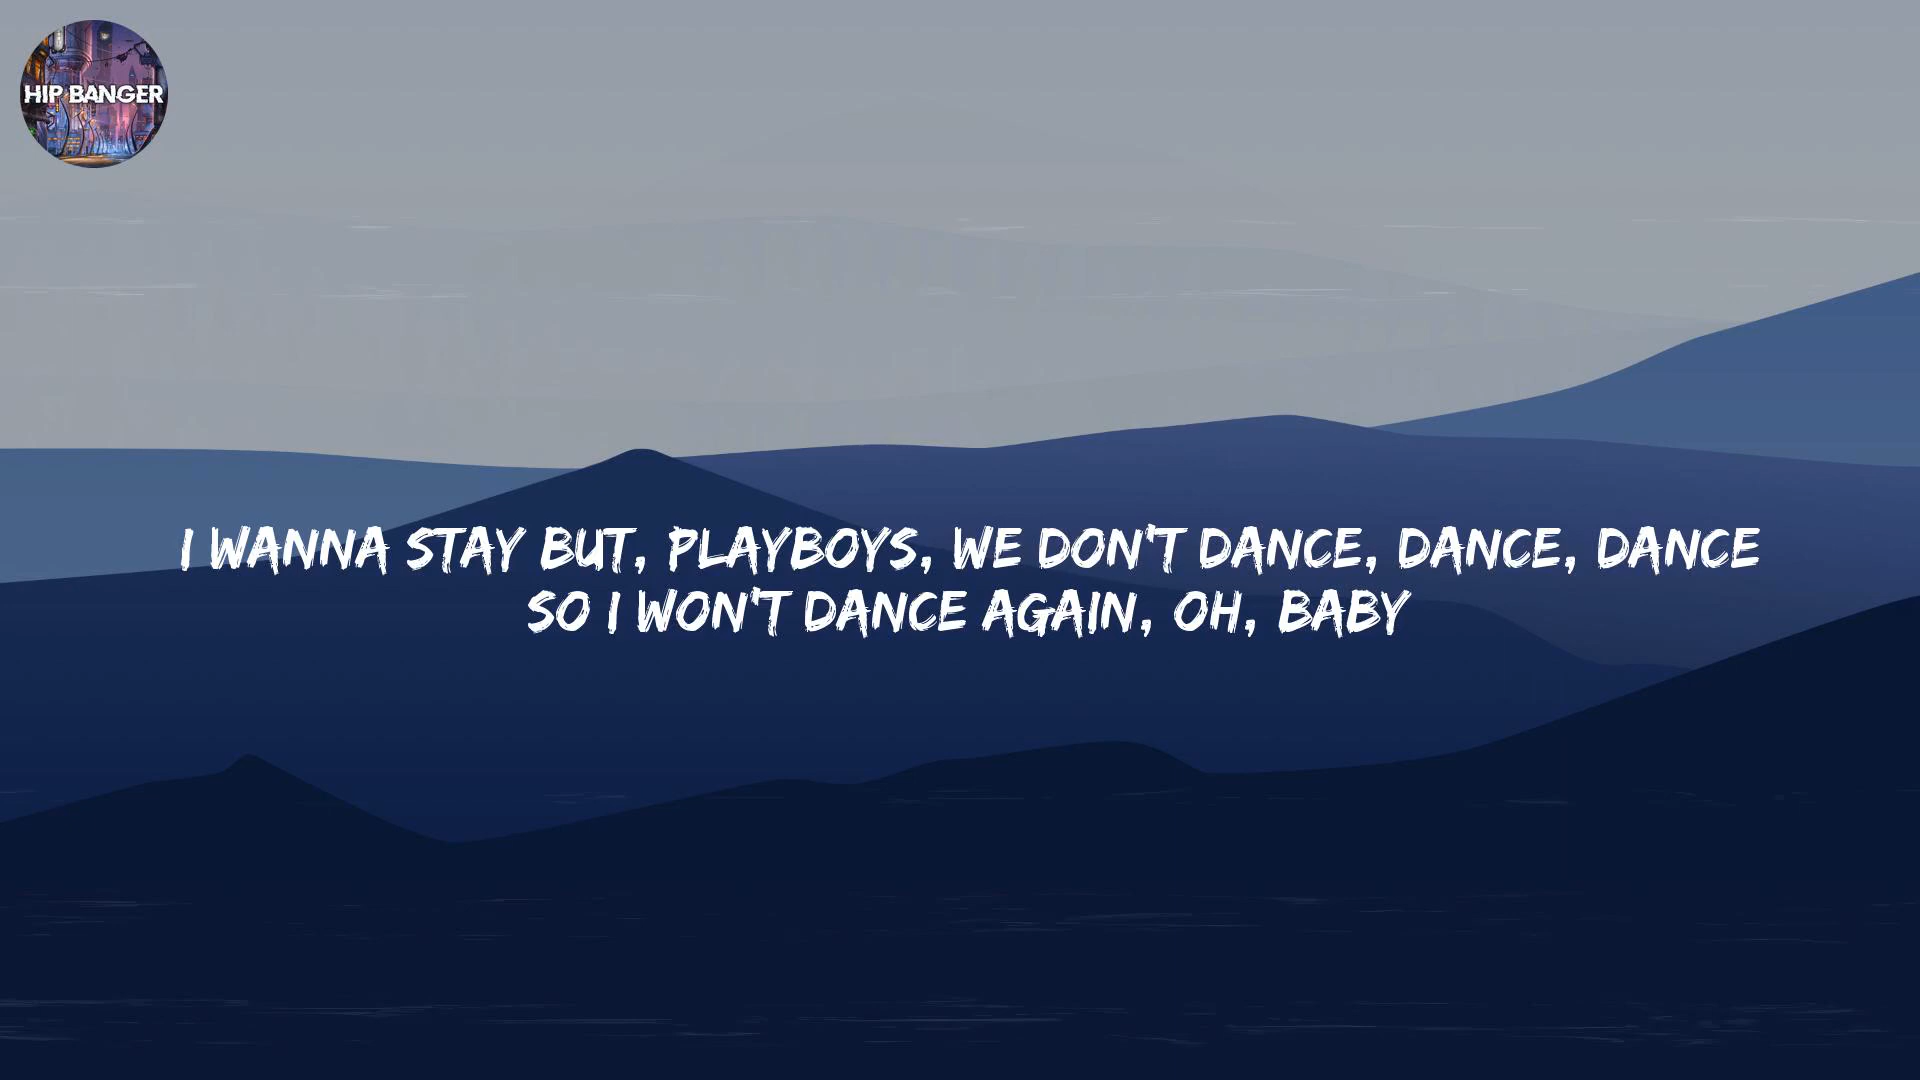 HIP BANGER
I WANNA STAY BUT, PLAYBOYS, WE DON'T DANCE, DANCE, DANCE
SO I WON'T DANCE AGAIN, OH, BABY